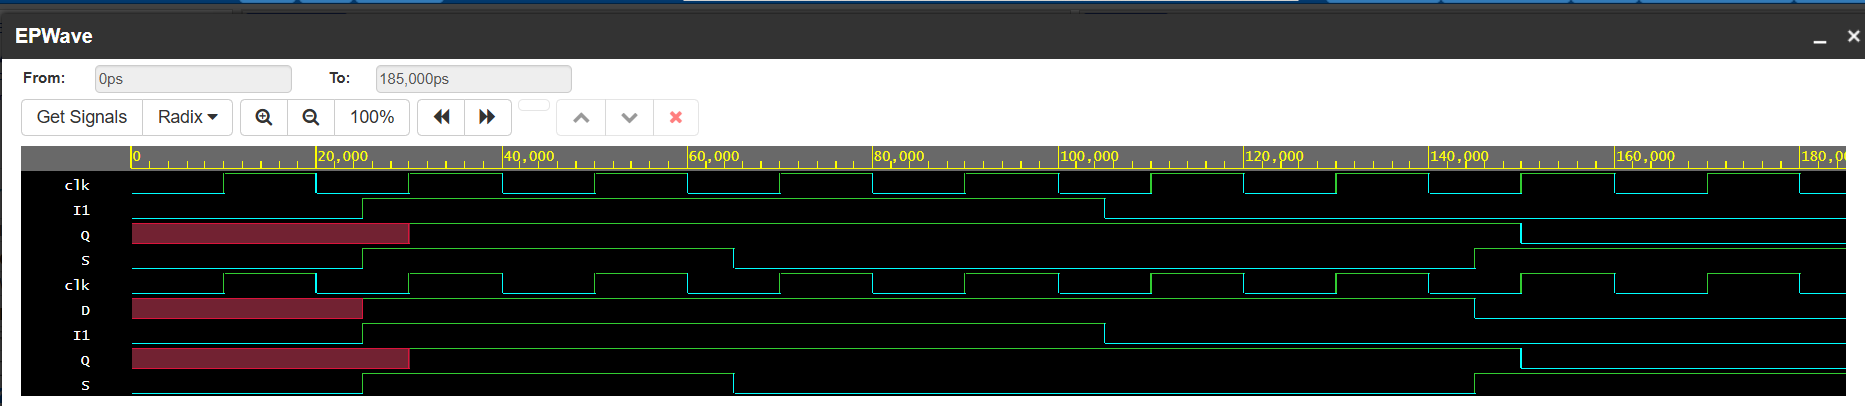 EPWave
From: 0ps To: 185,000ps
Get Signals Radix 100%
0 20,000 40,000 60,000 80,000 100,000 120,000 140,000 160,000 180,0
clk
I1
Q
S
clk
D
I1
Q
S